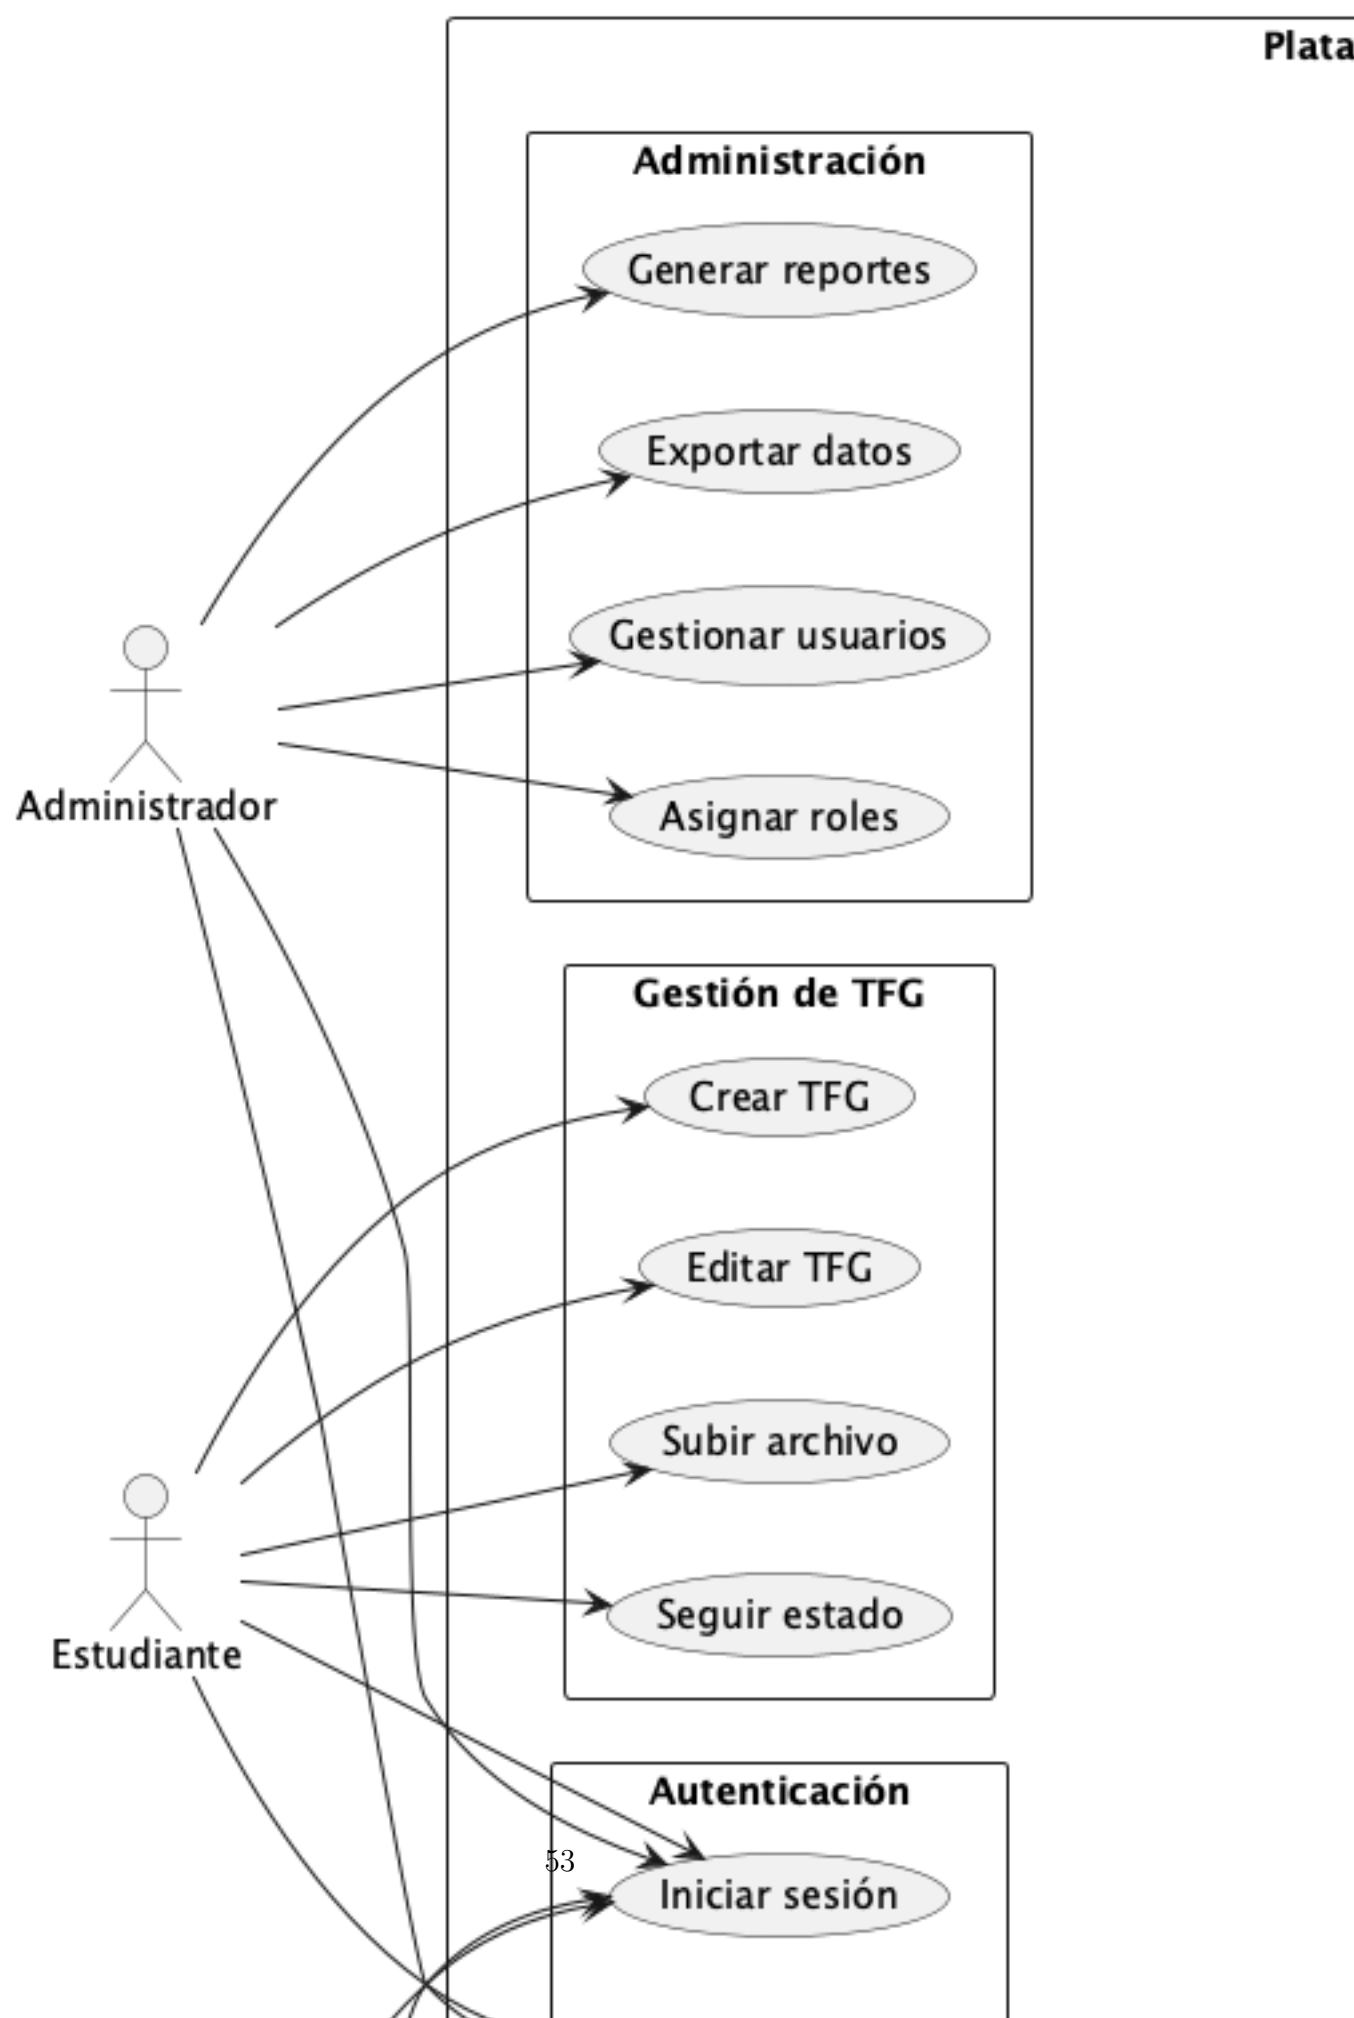 Plata
Administración
Generar reportes
Exportar datos
Gestionar usuarios
Asignar roles
Administrador
Gestión de TFG
Crear TFG
Editar TFG
Subir archivo
Seguir estado
Estudiante
Autenticación
53
Iniciar sesión